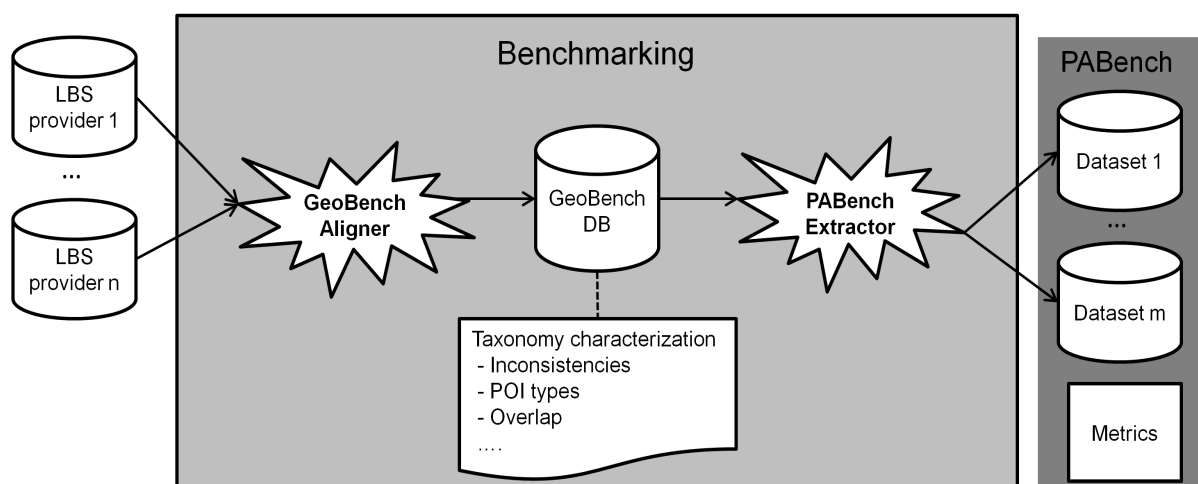 Benchmarking
PABench
LBS
provider 1
...
LBS
provider n
GeoBench
Aligner
GeoBench
DB
PABench
Extractor
Dataset 1
...
Dataset m
Taxonomy characterization
- Inconsistencies
- POI types
- Overlap
....
Metrics